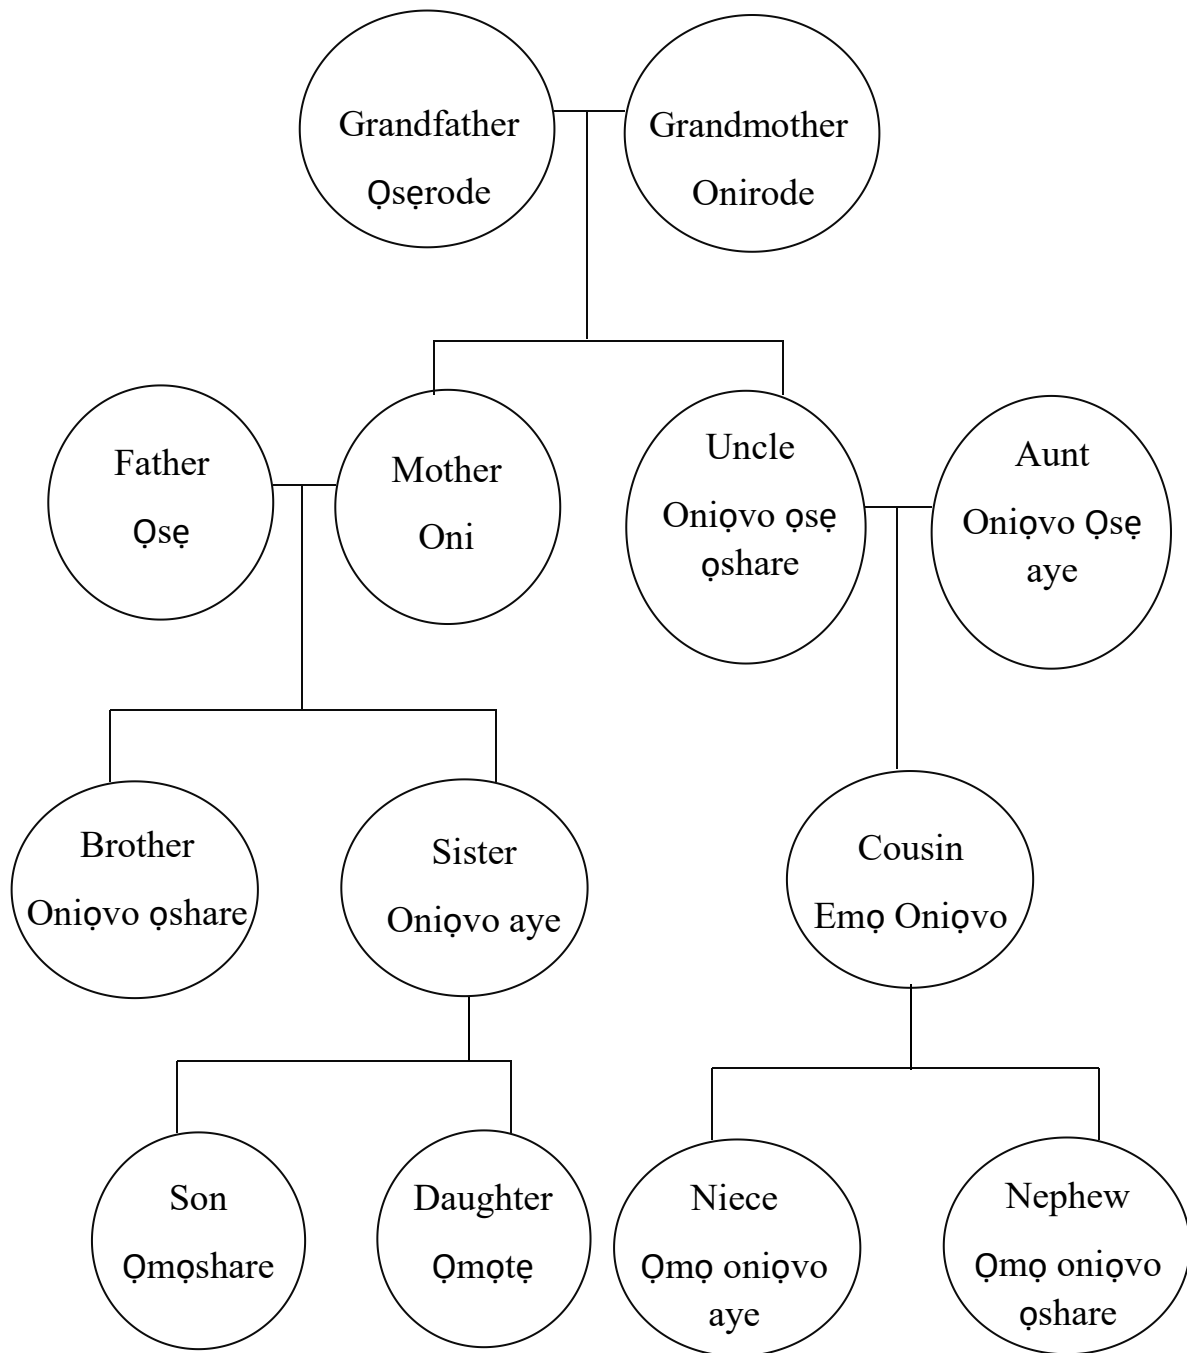 Grandfather
Ọsẹrode
Grandmother
Onirode
Father
Ọsẹ
Mother
Oni
Uncle
Oniọvo ọsẹ
ọshare
Aunt
Oniọvo Ọsẹ
aye
Brother
Oniọvo ọshare
Sister
Oniọvo aye
Cousin
Emọ Oniọvo
Son
Ọmọshare
Daughter
Ọmọtẹ
Niece
Ọmọ oniọvo
aye
Nephew
Ọmọ oniọvo
ọshare